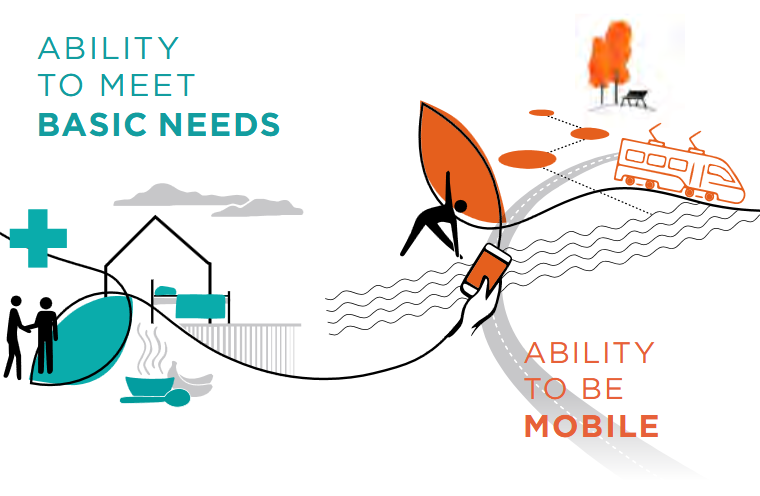 ABILITY
TO MEET
BASIC NEEDS
ABILITY
TO BE
MOBILE